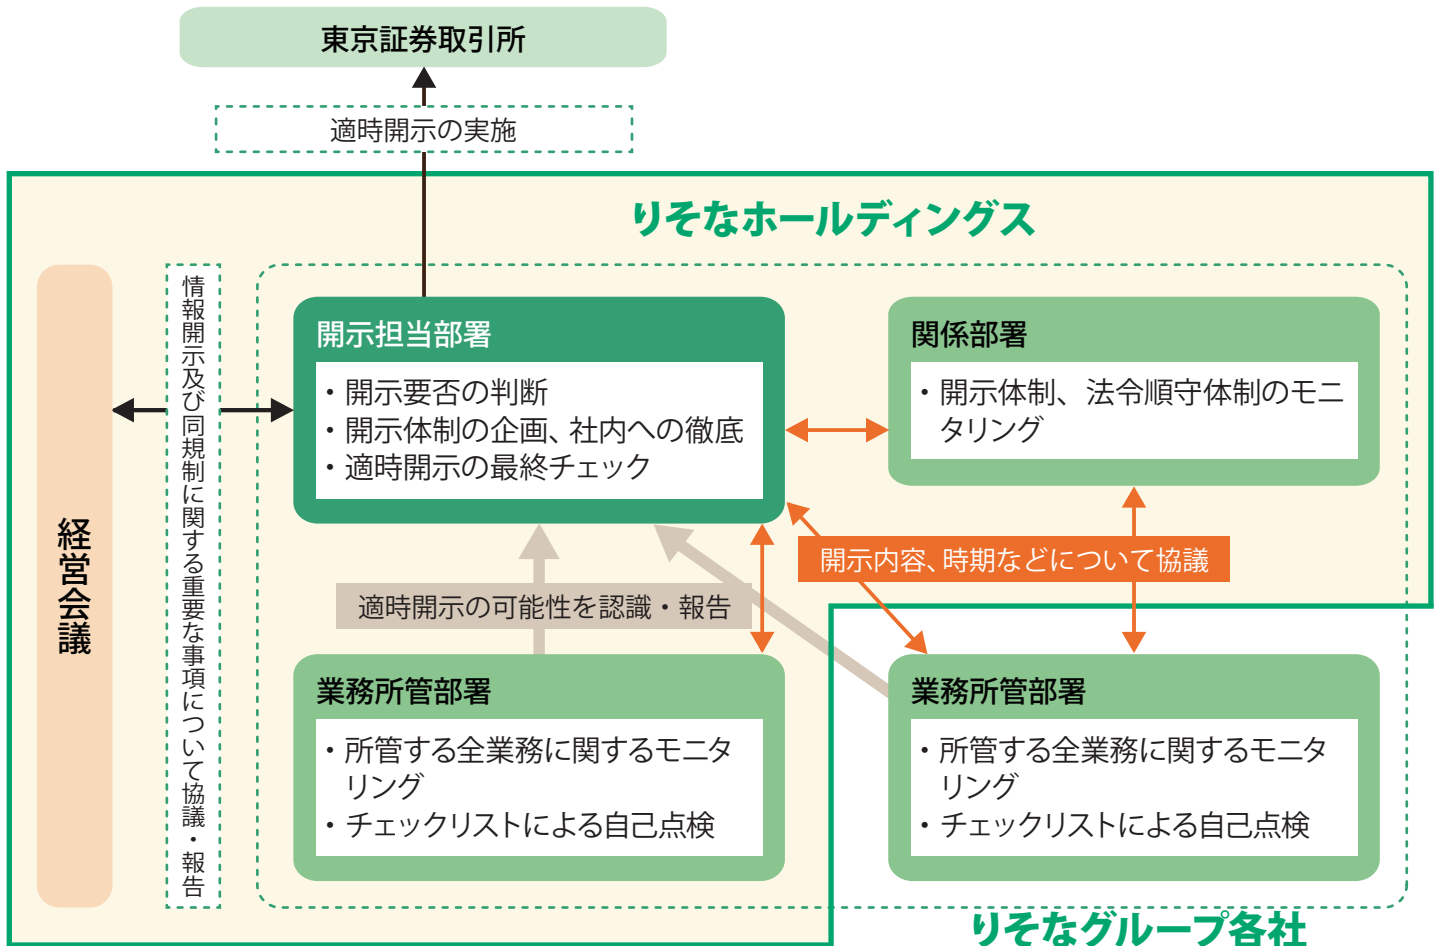 東京証券取引所
適時開示の実施
りそなホールディングス
経営会議
情報開示及び同規制に関する重要な事項について協議・報告
開示担当部署
・開示要否の判断
・開示体制の企画、社内への徹底
・適時開示の最終チェック
関係部署
・開示体制、法令順守体制のモニ
タリング
開示内容、時期などについて協議
適時開示の可能性を認識・報告
業務所管部署
・所管する全業務に関するモニタ
リング
・チェックリストによる自己点検
業務所管部署
・所管する全業務に関するモニタ
リング
・チェックリストによる自己点検
りそなグループ各社